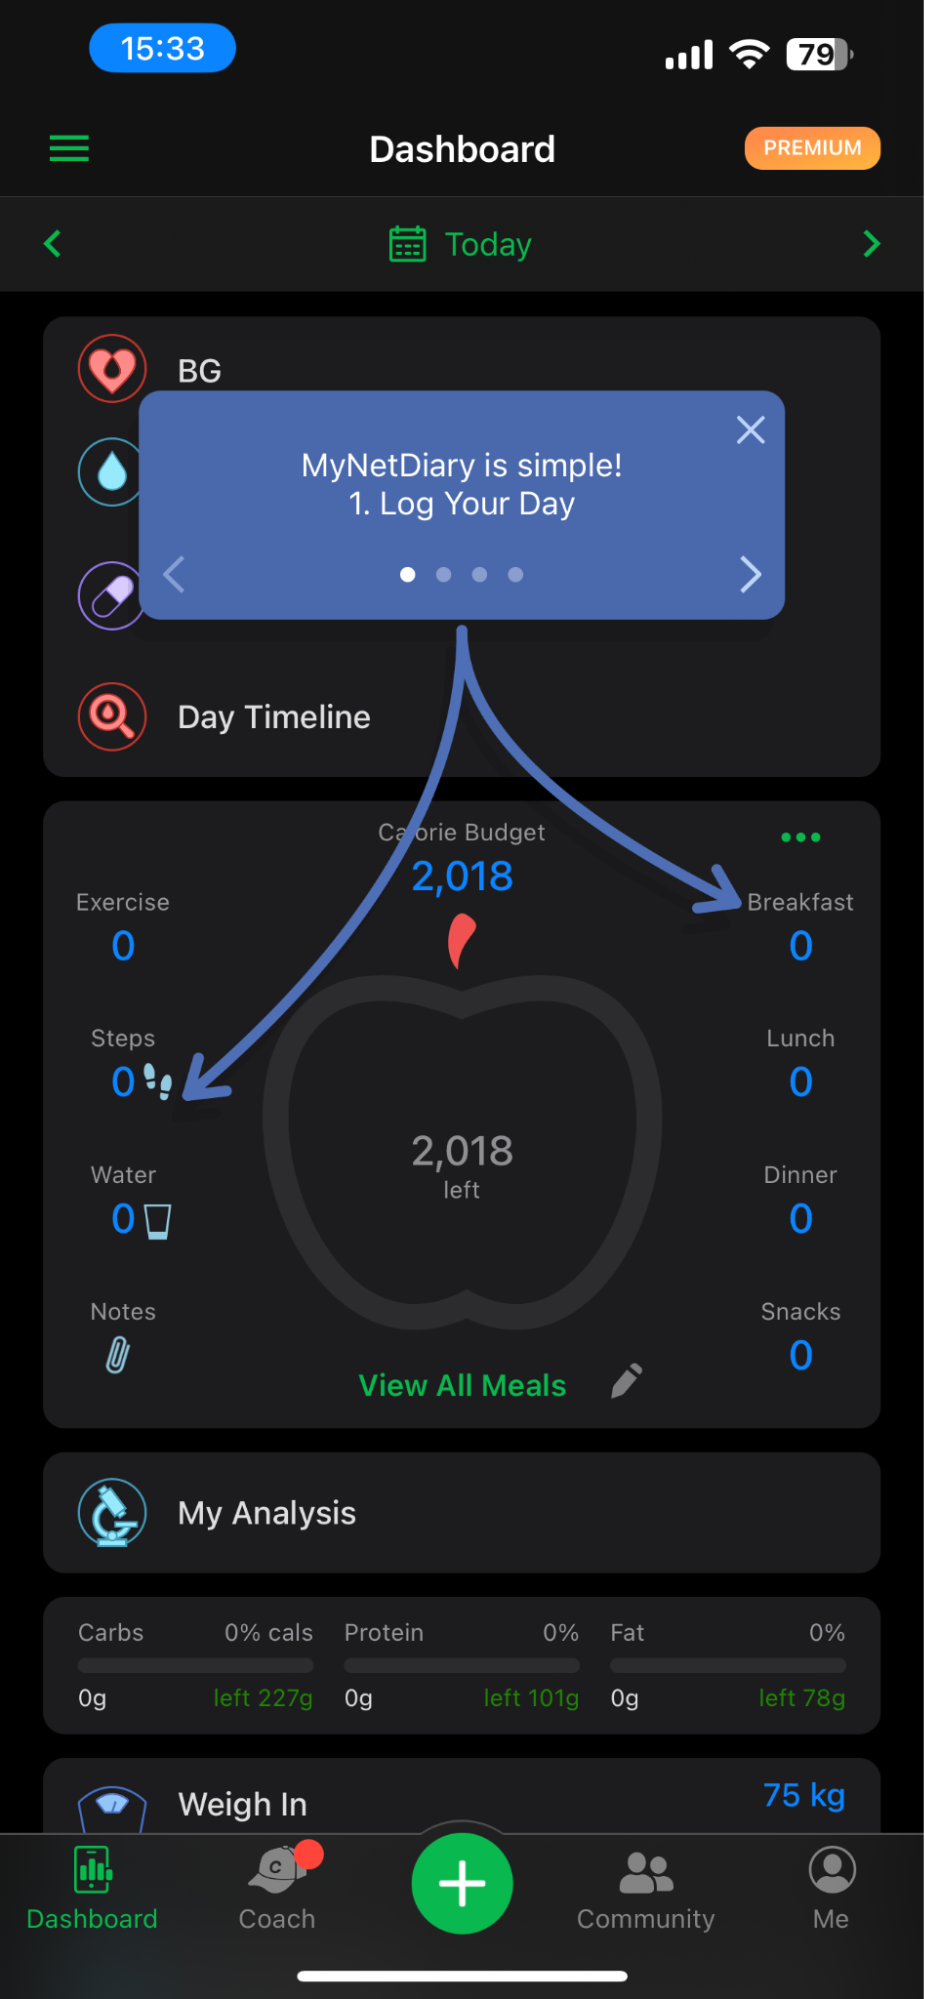 15:33
79
Dashboard
PREMIUM
Today
BG
MyNetDiary is simple!
1. Log Your Day
Day Timeline
Calorie Budget
2,018
Exercise
0
Breakfast
0
Steps
0
Lunch
0
2,018
left
Water
0
Dinner
0
Notes
Snacks
0
View All Meals
My Analysis
Carbs 0% cals
0g left 227g
Protein 0%
0g left 101g
Fat 0%
0g left 78g
Weigh In 75 kg
C
Dashboard
Coach
Community
Me